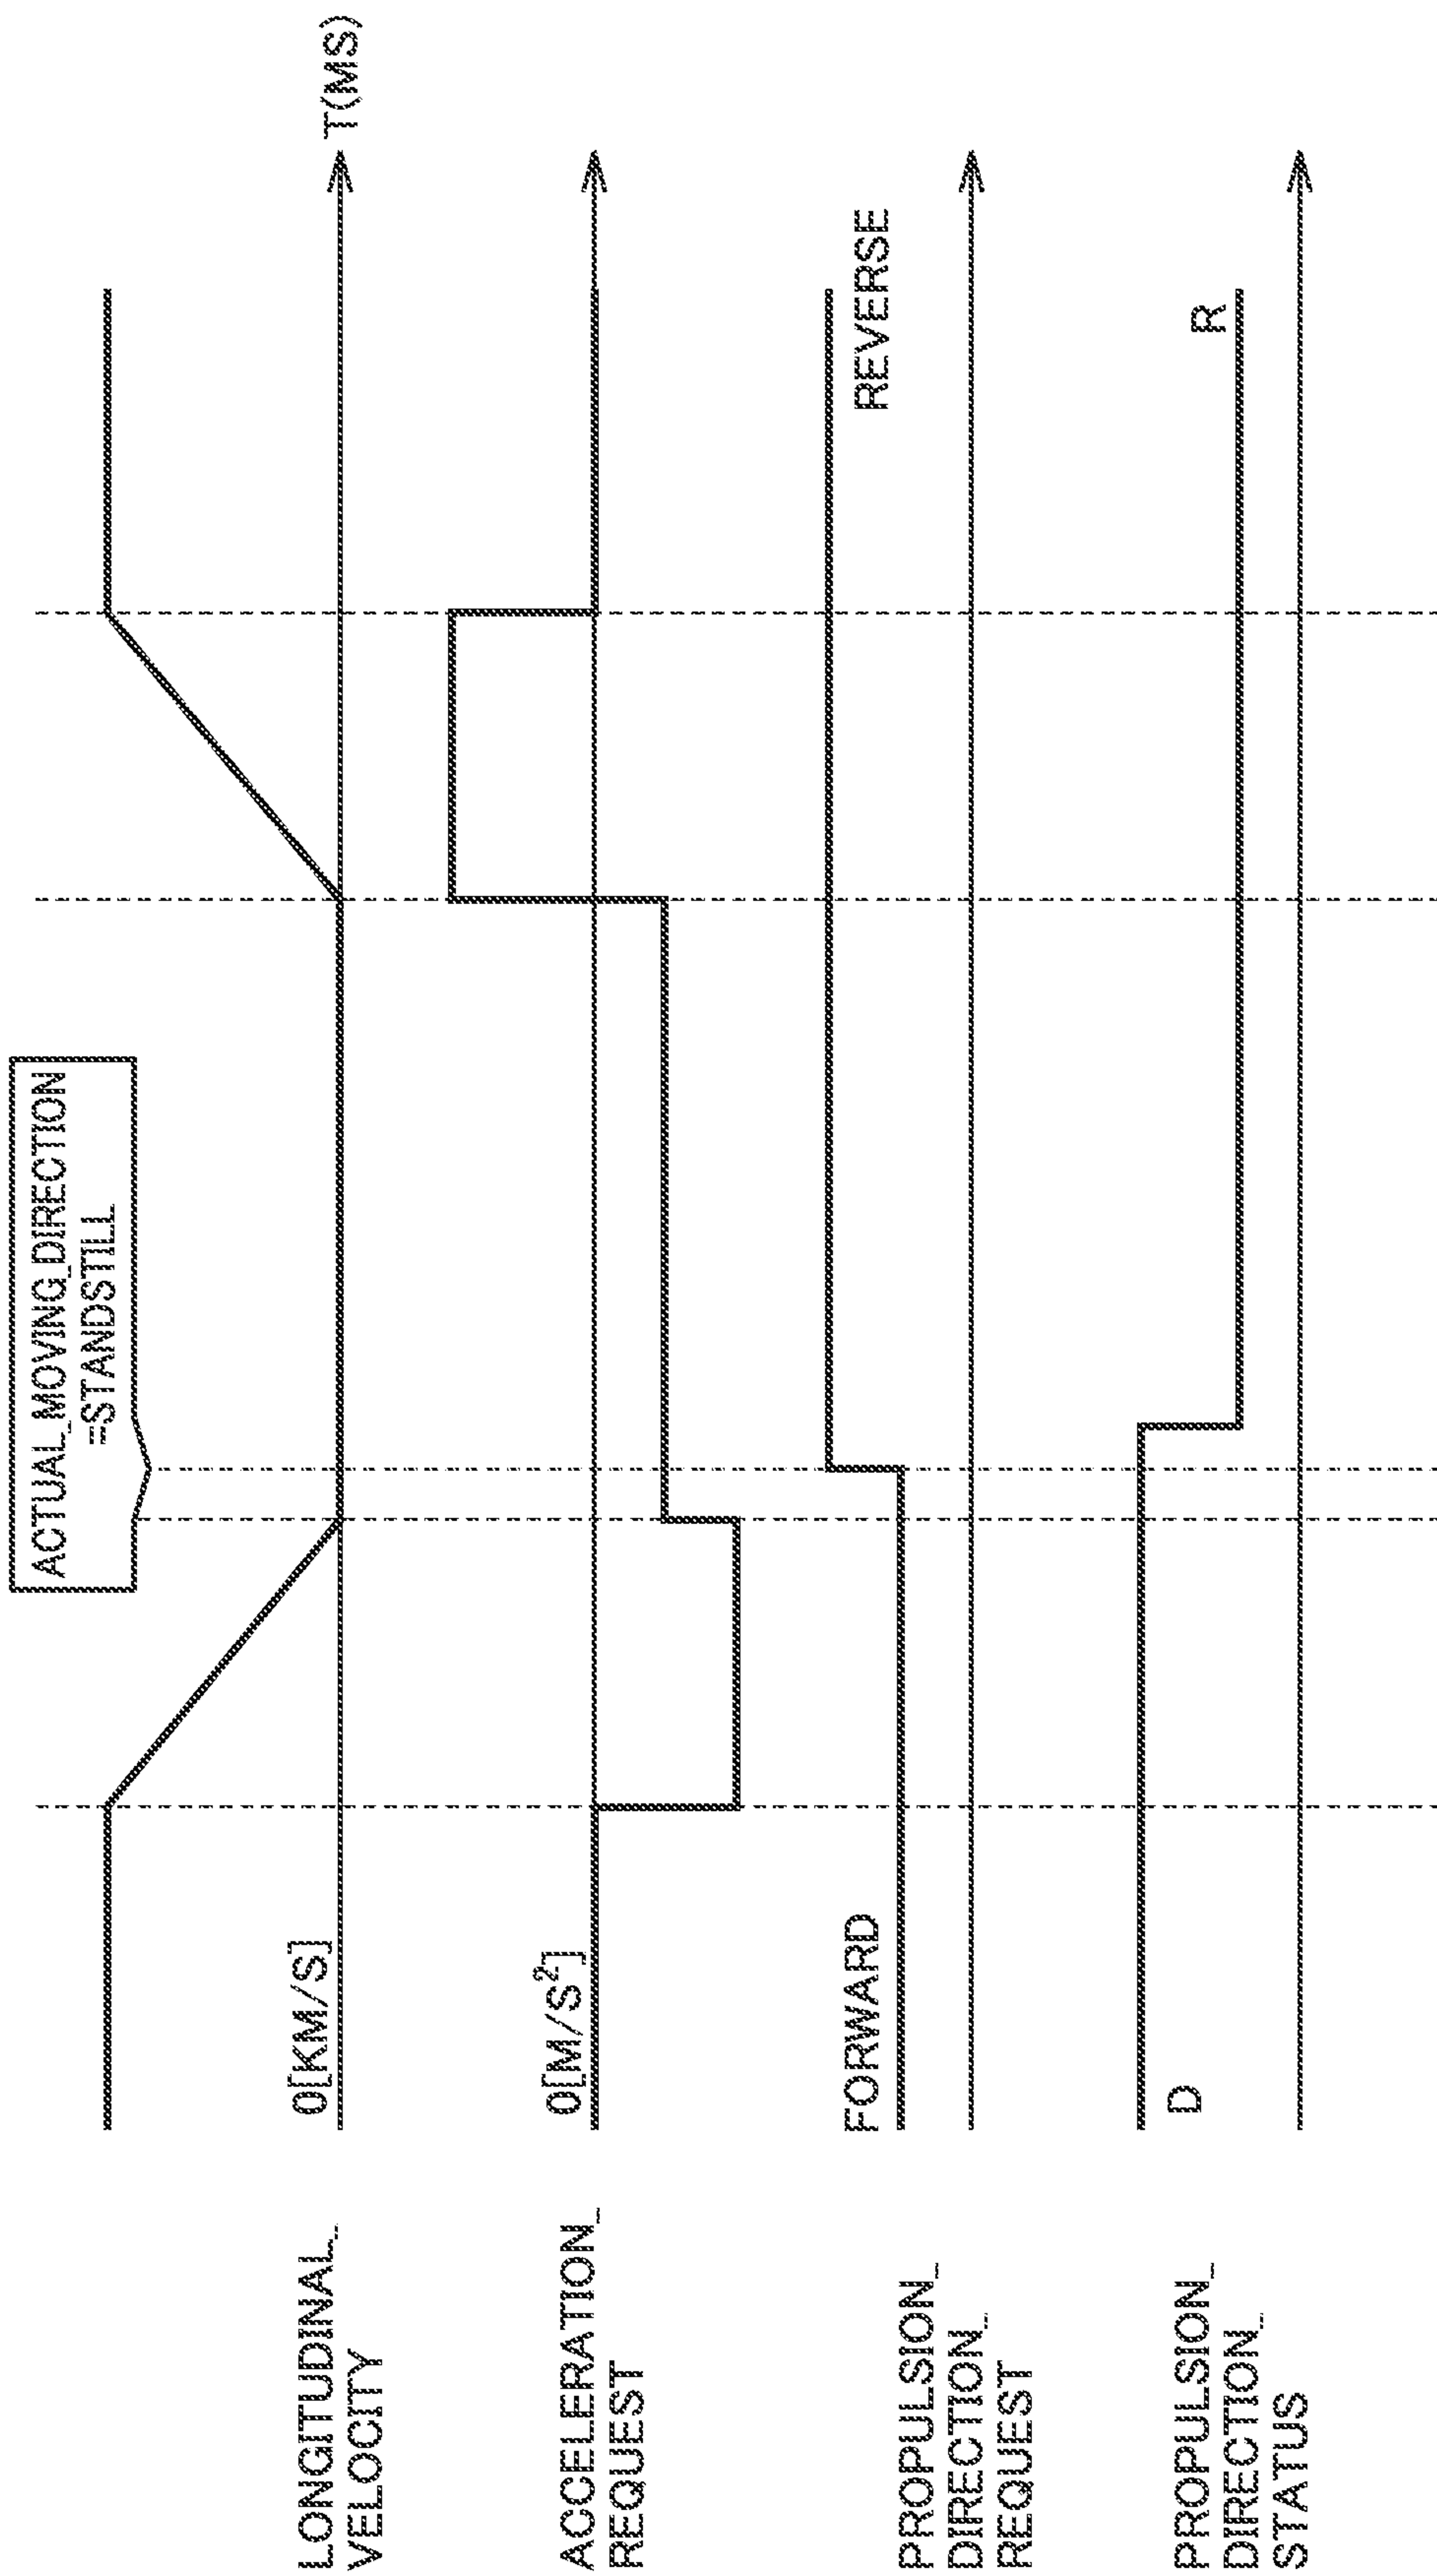 ACTUAL_MOVING_DIRECTION
=STANDSTILL
T(MS)
0[KM/S]
LONGITUDINAL_
VELOCITY
0[M/S²]
ACCELERATION_
REQUEST
FORWARD
REVERSE
PROPULSION_
DIRECTION_
REQUEST
D
R
PROPULSION_
DIRECTION_
STATUS